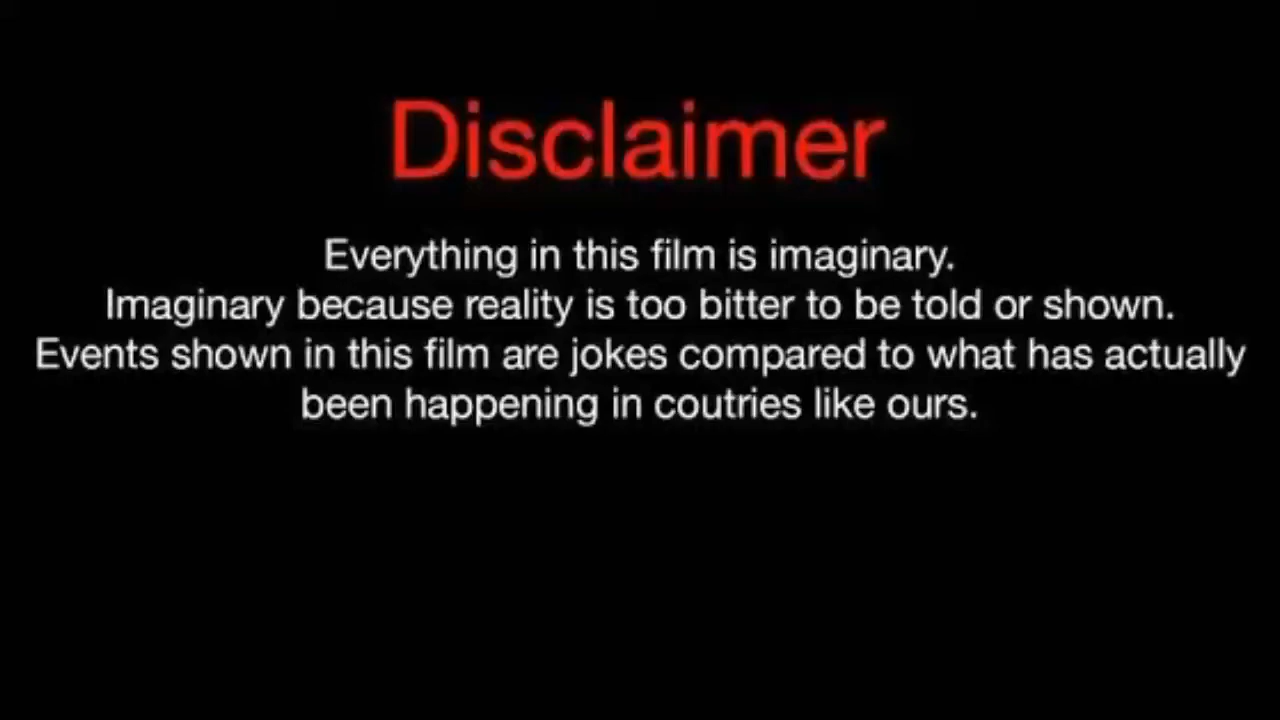 Disclaimer
Everything in this film is imaginary.
Imaginary because reality is too bitter to be told or shown.
Events shown in this film are jokes compared to what has actually
been happening in coutries like ours.